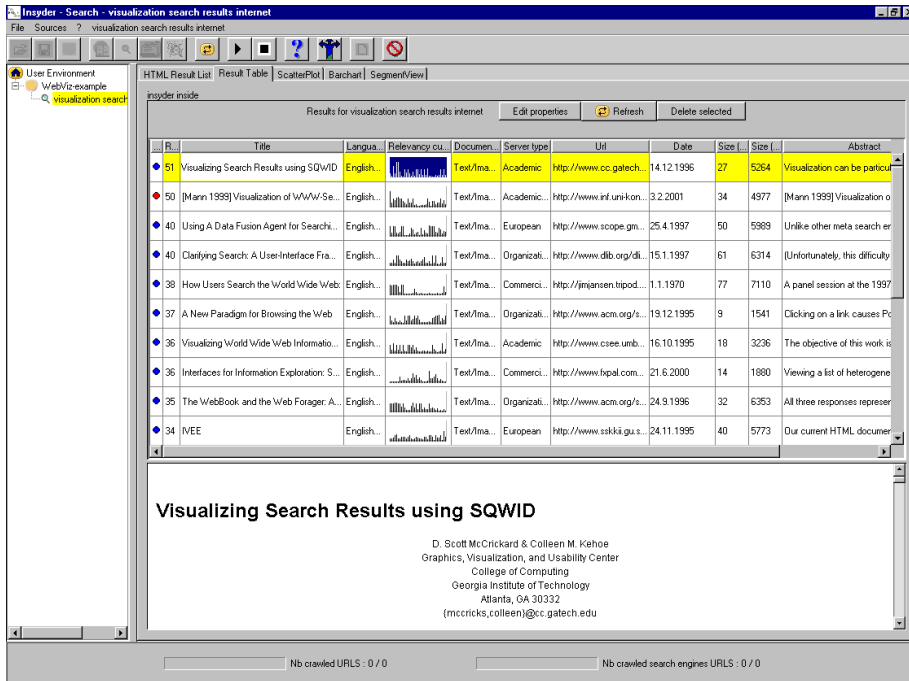 Insyder - Search - visualization search results internet
File Sources ? visualization search results internet
User Environment
WebViz-example
visualization search
HTML Result List Result Table ScatterPlot Barchart SegmentView
insyder inside
Results for visualization search results internet Edit properties Refresh Delete selected
... R... Title Langua... Relevancy cu... Documen... Server type Url Date Size (... Size (... Abstract
51 Visualizing Search Results using SQWID English... Text/Ima... Academic http://www.cc.gatech... 14.12.1996 27 5264 Visualization can be particul
50 [Mann 1999] Visualization of WWW-Se... English... Text/Ima... Academic... http://www.inf.uni-kon... 3.2.2001 34 4977 [Mann 1999] Visualization o
40 Using A Data Fusion Agent for Searchi... English... Text/Ima... European http://www.scope.gm... 25.4.1997 50 5989 Unlike other meta search er
40 Clarifying Search: A User-Interface Fra... English... Text/Ima... Organizati... http://www.dlib.org/dli... 15.1.1997 61 6314 (Unfortunately, this difficulty
38 How Users Search the World Wide Web: English... Text/Ima... Commerci... http://jimjansen.tripod.... 1.1.1970 77 7110 A panel session at the 1997
37 A New Paradigm for Browsing the Web English... Text/Ima... Organizati... http://www.acm.org/s... 19.12.1995 9 1541 Clicking on a link causes Pc
36 Visualizing World Wide Web Informatio... English... Text/Ima... Academic http://www.csee.umb... 16.10.1995 18 3236 The objective of this work is
36 Interfaces for Information Exploration: S... English... Text/Ima... Commerci... http://www.fxpal.com... 21.6.2000 14 1880 Viewing a list of heterogene
35 The WebBook and the Web Forager: A... English... Text/Ima... Organizati... http://www.acm.org/s... 24.9.1996 32 6353 All three responses represer
34 IVEE English... Text/Ima... European http://www.sskkii.gu.s... 24.11.1995 40 5773 Our current HTML documer
Visualizing Search Results using SQWID
D. Scott McCrickard & Colleen M. Kehoe
Graphics, Visualization, and Usability Center
College of Computing
Georgia Institute of Technology
Atlanta, GA 30332
{mccricks,colleen}@cc.gatech.edu
Nb crawled URLS : 0 / 0 Nb crawled search engines URLS : 0 / 0